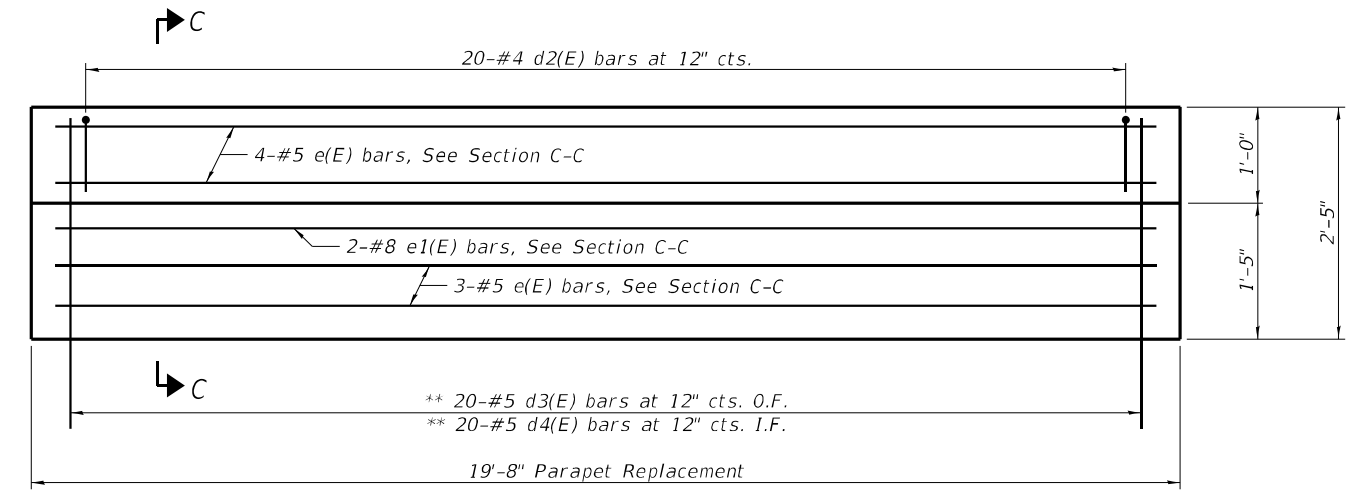 C
20-#4 d2(E) bars at 12" cts.
4-#5 e(E) bars, See Section C-C
1'-0"
2'-5"
2-#8 e1(E) bars, See Section C-C
1'-5"
3-#5 e(E) bars, See Section C-C
C
** 20-#5 d3(E) bars at 12" cts. O.F.
** 20-#5 d4(E) bars at 12" cts. I.F.
19'-8" Parapet Replacement